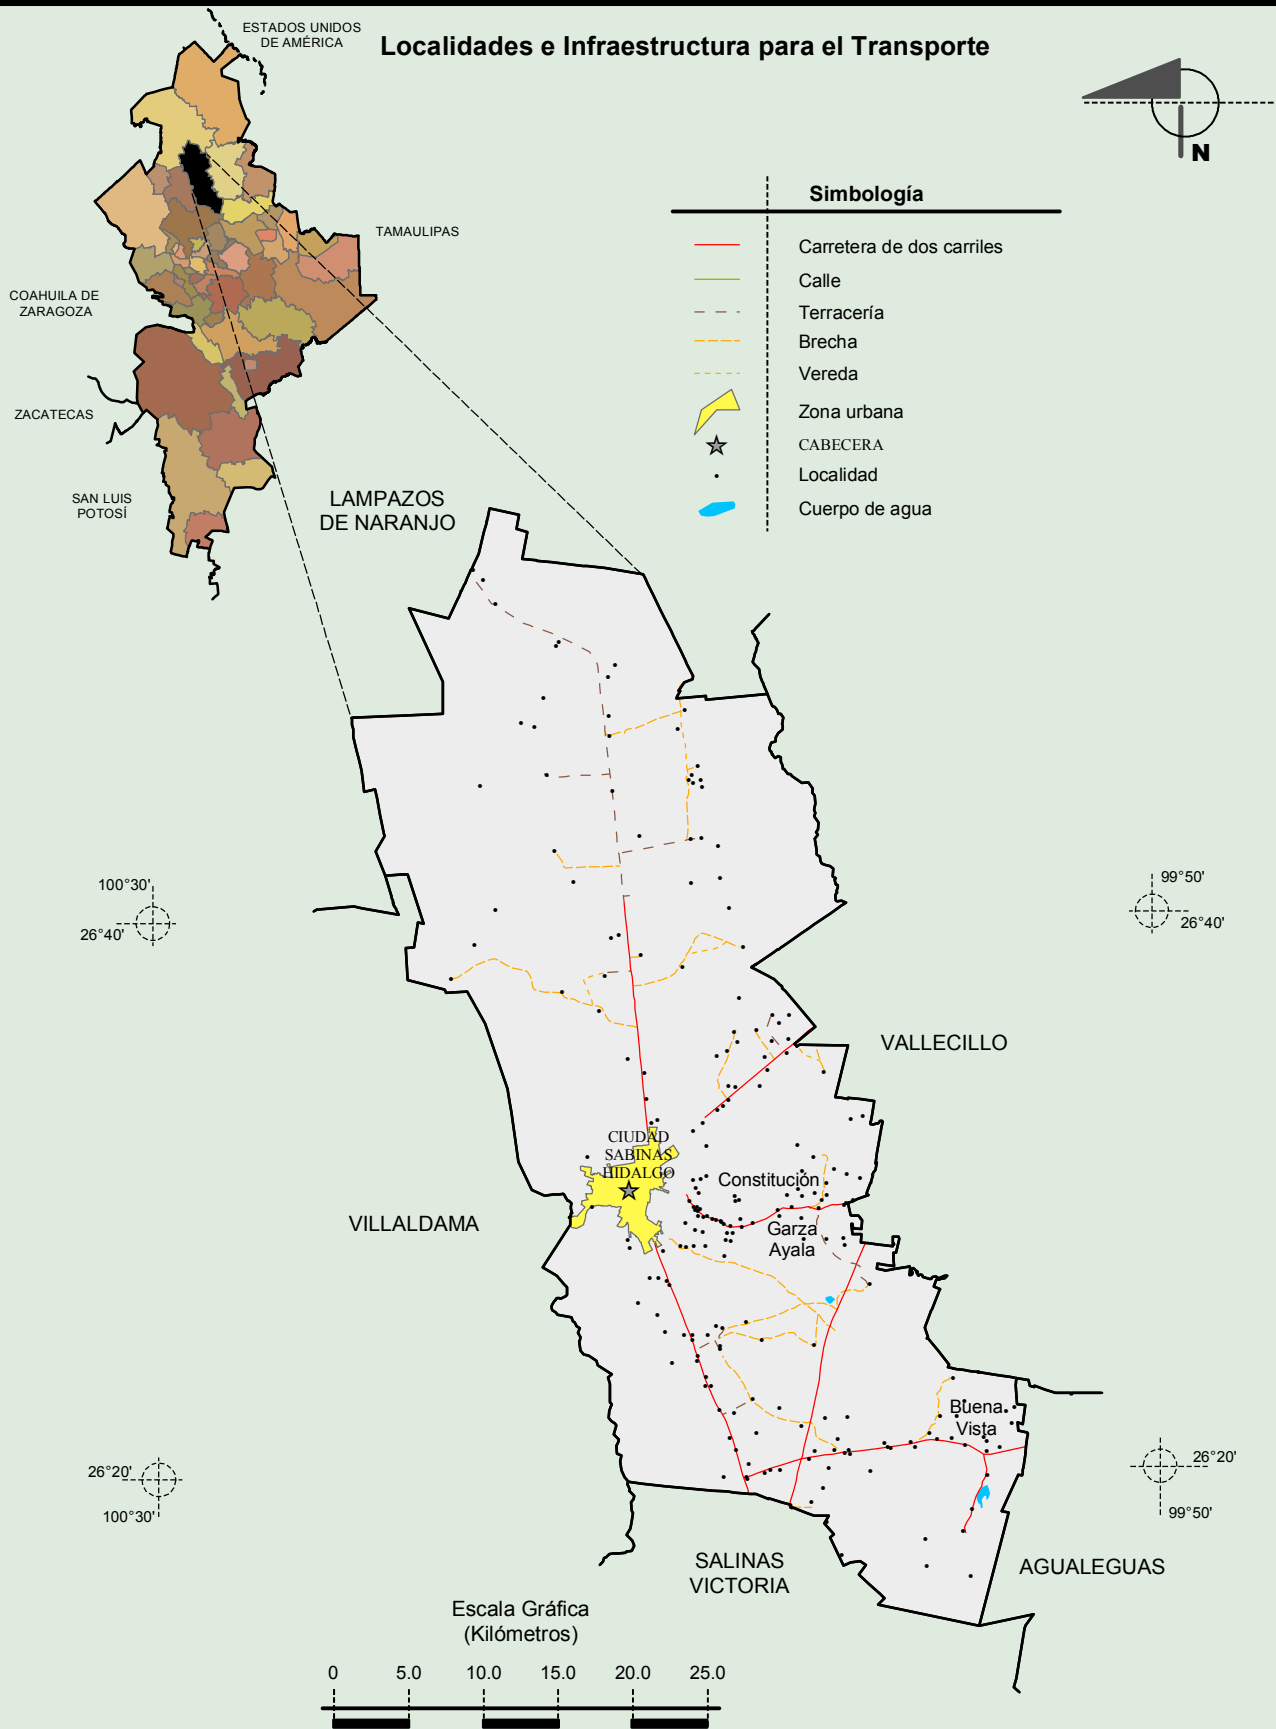 ESTADOS UNIDOS
DE AMÉRICA
Localidades e Infraestructura para el Transporte
N
Simbología
Carretera de dos carriles
Calle
Terracería
Brecha
Vereda
Zona urbana
CABECERA
Localidad
Cuerpo de agua
TAMAULIPAS
COAHUILA DE
ZARAGOZA
ZACATECAS
SAN LUIS
POTOSÍ
LAMPAZOS
DE NARANJO
100°30'
26°40'
99°50'
26°40'
VALLECILLO
CIUDAD
SABINAS
HIDALGO
Constitución
VILLALDAMA
Garza
Ayala
Buena
Vista
26°20'
100°30'
26°20'
99°50'
SALINAS
VICTORIA
AGUALEGUAS
Escala Gráfica
(Kilómetros)
0 5.0 10.0 15.0 20.0 25.0